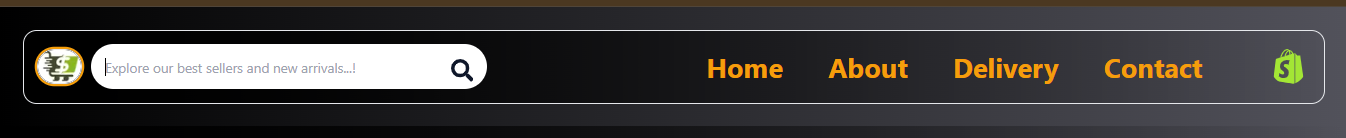 Explore our best sellers and new arrivals...!
Home About Delivery Contact